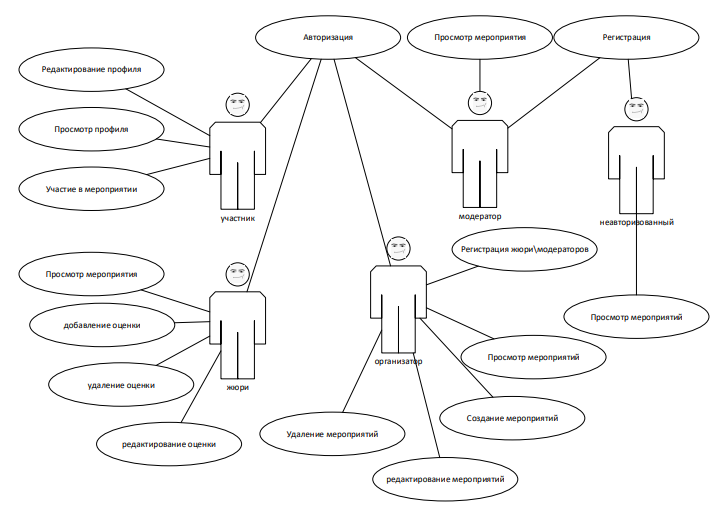 Авторизация
Просмотр мероприятия
Регистрация
Редактирование профиля
Просмотр профиля
Участие в мероприятии
участник
модератор
неавторизованный
Регистрация жюри\модераторов
Просмотр мероприятия
добавление оценки
удаление оценки
редактирование оценки
жюри
организатор
Просмотр мероприятий
Просмотр мероприятий
Создание мероприятий
Удаление мероприятий
редактирование мероприятий